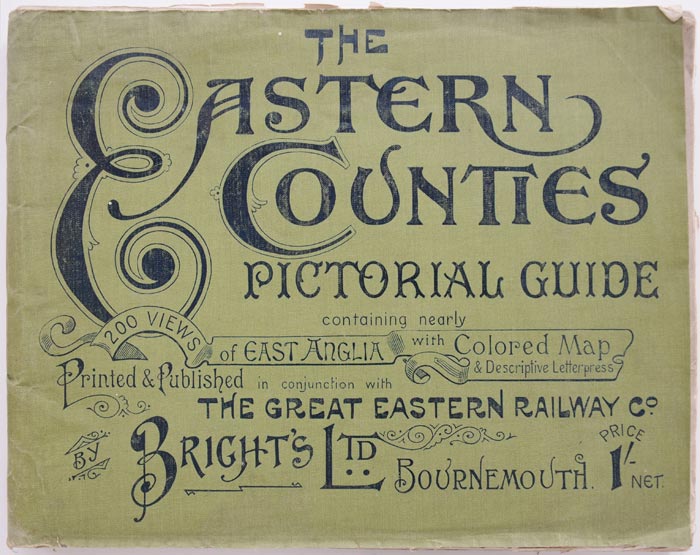 THE
EASTERN
COUNTIES
PICTORIAL GUIDE
containing nearly
200 VIEWS of EAST ANGLIA with Colored Map
& Descriptive Letterpress
Printed & Published in conjunction with
THE GREAT EASTERN RAILWAY Co.
BY BRIGHT'S LTD BOURNEMOUTH.
PRICE
1/- NET.